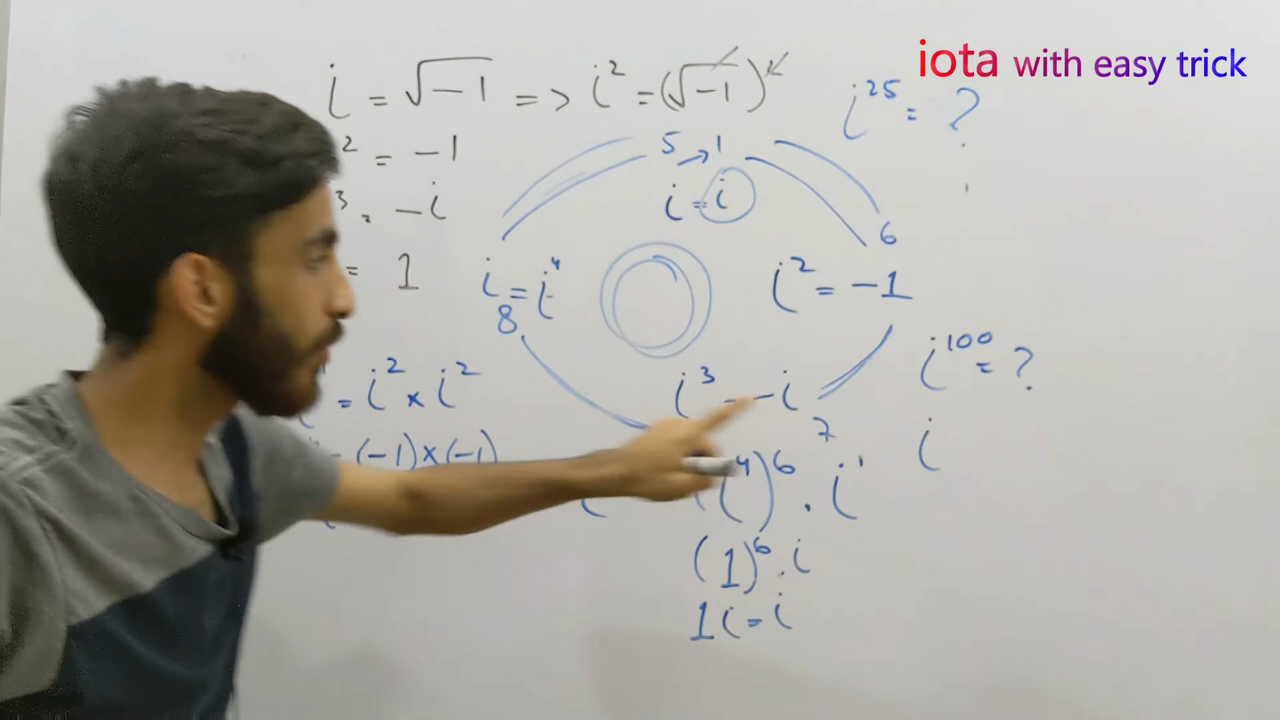 iota with easy trick
i = √-1 => i² = (√-1)²
i²⁵ = ?
² = -1
5 → 1
³ = -i
i = i
6
= 1
i = i⁴
i² = -1
8
i¹⁰⁰ = ?
= i² × i²
i³ = -i
7
i
= (-1) × (-1)
(i⁴)⁶ . i¹
(1)⁶ . i
1i = i